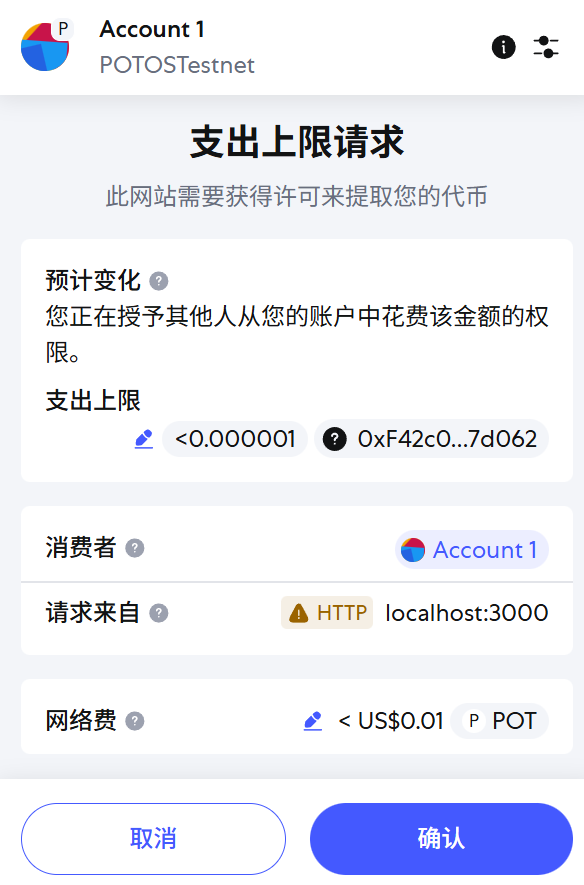 P
Account 1
POTOSTestnet
支出上限请求
此网站需要获得许可来提取您的代币
预计变化
您正在授予其他人从您的账户中花费该金额的权
限。
支出上限
<0.000001 0xF42c0...7d062
消费者 Account 1
请求来自 HTTP localhost:3000
网络费 < US$0.01 P POT
取消 确认